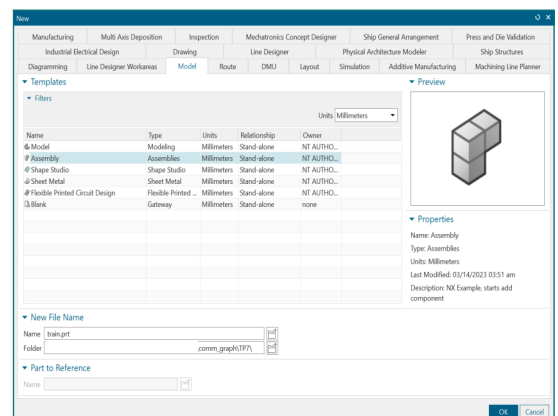 New
Manufacturing Multi Axis Deposition Inspection Mechatronics Concept Designer Ship General Arrangement Press and Die Validation
Industrial Electrical Design Drawing Line Designer Physical Architecture Modeler Ship Structures
Diagramming Line Designer Workareas Model Route DMU Layout Simulation Additive Manufacturing Machining Line Planner
Templates
Filters
Units Millimeters
Name Type Units Relationship Owner
Model Modeling Millimeters Stand-alone NT AUTHO...
Assembly Assemblies Millimeters Stand-alone NT AUTHO...
Shape Studio Shape Studio Millimeters Stand-alone NT AUTHO...
Sheet Metal Sheet Metal Millimeters Stand-alone NT AUTHO...
Flexible Printed Circuit Design Flexible Printed ... Millimeters Stand-alone NT AUTHO...
Blank Gateway Millimeters Stand-alone none
Preview
Properties
Name: Assembly
Type: Assemblies
Units: Millimeters
Last Modified: 03/14/2023 03:51 am
Description: NX Example, starts add
component
New File Name
Name train.prt
Folder comm_graph\TP7\
Part to Reference
Name
OK Cancel